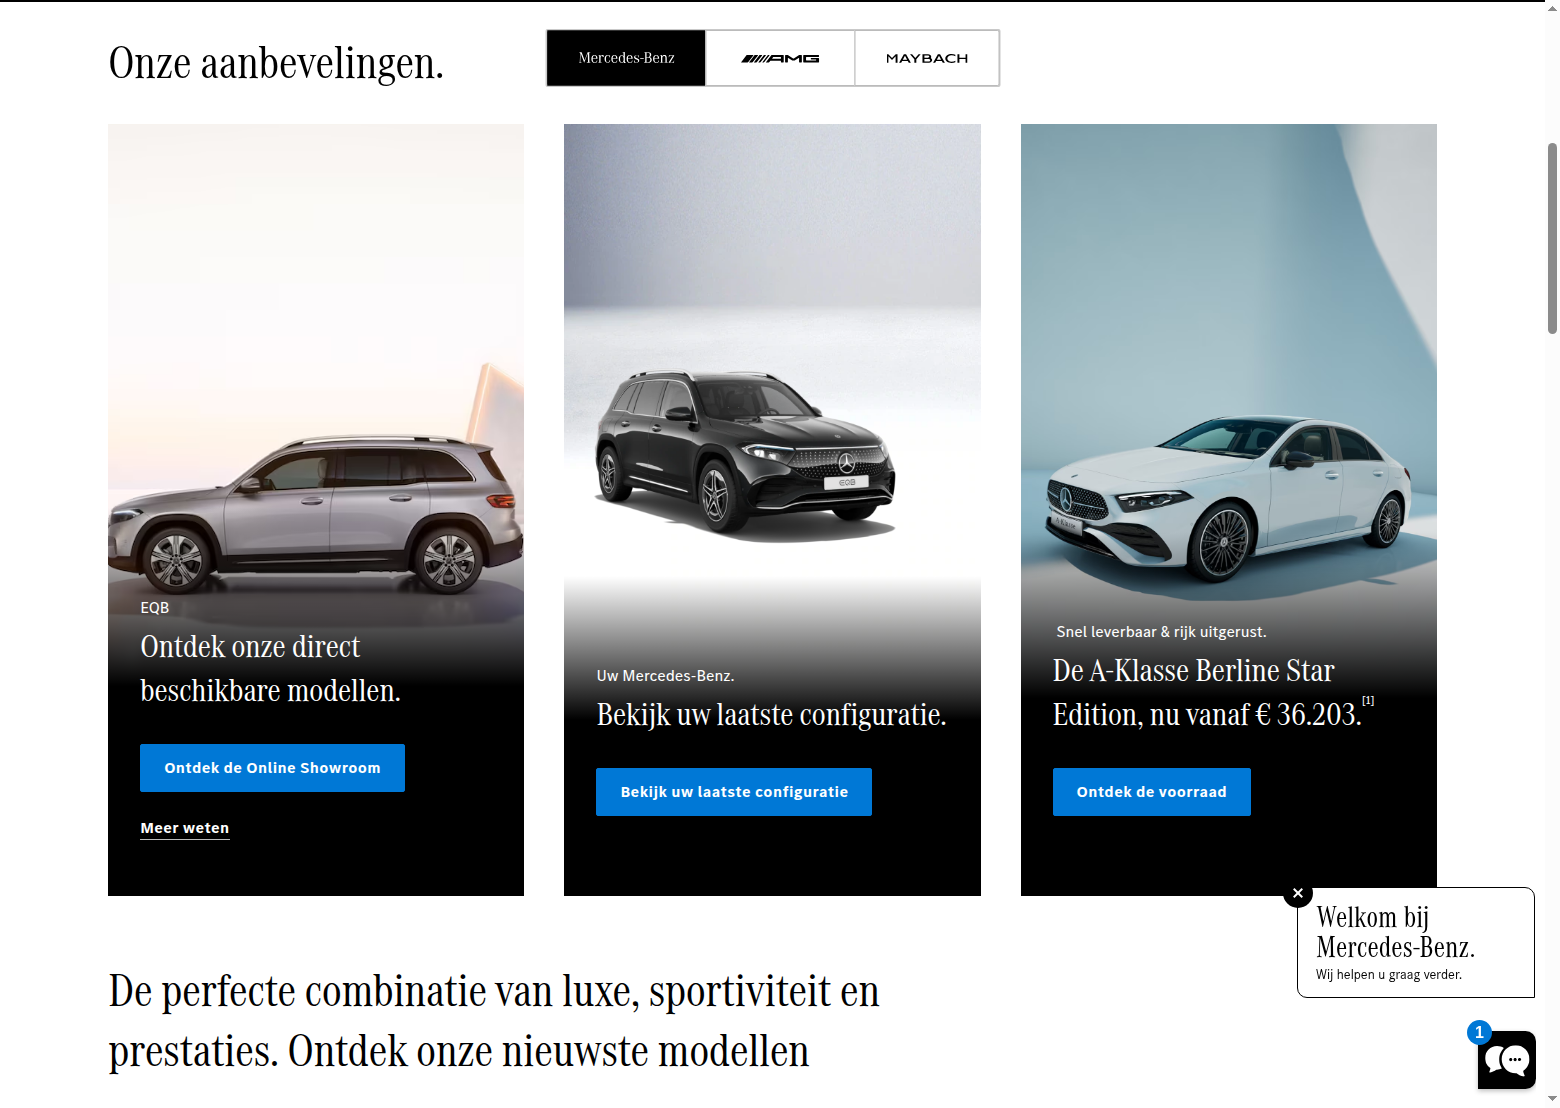 Onze aanbevelingen.
Mercedes-Benz
AMG
MAYBACH
EQB
Ontdek onze direct
beschikbare modellen.
Ontdek de Online Showroom
Meer weten
EQB
Uw Mercedes-Benz.
Bekijk uw laatste configuratie.
Bekijk uw laatste configuratie
A-Klasse
Snel leverbaar & rijk uitgerust.
De A-Klasse Berline Star
Edition, nu vanaf € 36.203.[1]
Ontdek de voorraad
Welkom bij
Mercedes-Benz.
Wij helpen u graag verder.
De perfecte combinatie van luxe, sportiviteit en
prestaties. Ontdek onze nieuwste modellen
1